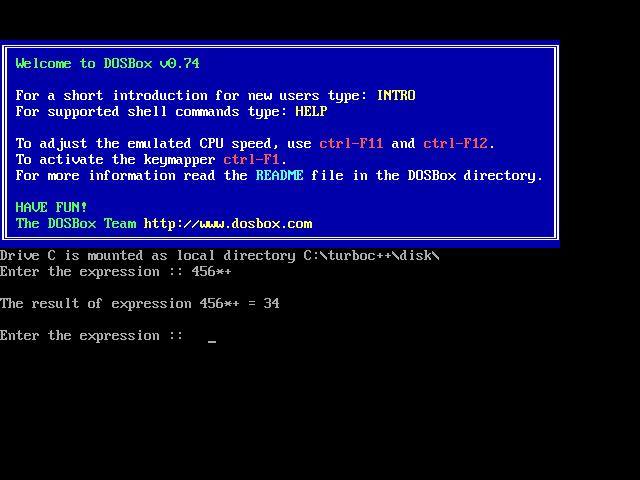 Welcome to DOSBox v0.74
For a short introduction for new users type: INTRO
For supported shell commands type: HELP
To adjust the emulated CPU speed, use ctrl-F11 and ctrl-F12.
To activate the keymapper ctrl-F1.
For more information read the README file in the DOSBox directory.
HAVE FUN!
The DOSBox Team http://www.dosbox.com
Drive C is mounted as local directory C:\turboc++\disk\
Enter the expression :: 456*+
The result of expression 456*+ = 34
Enter the expression ::   _